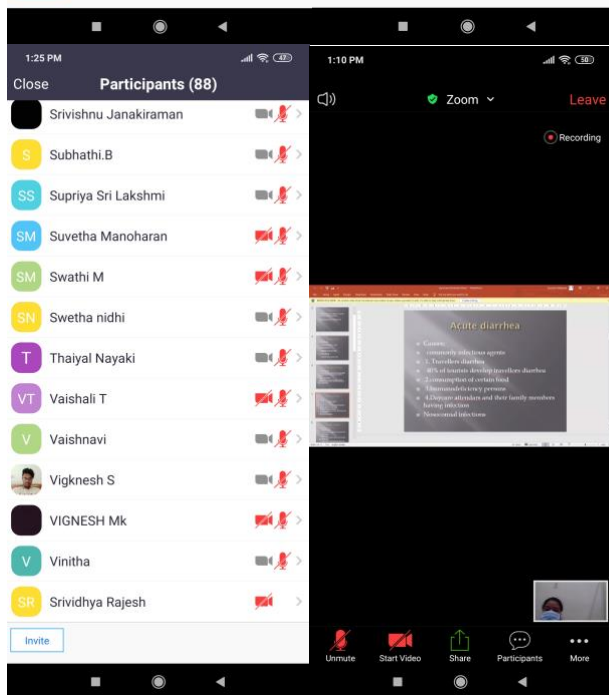 1:25 PM
47
Close
Participants (88)
Srivishnu Janakiraman
S
Subhathi.B
SS
Supriya Sri Lakshmi
SM
Suvetha Manoharan
SM
Swathi M
SN
Swetha nidhi
T
Thaiyal Nayaki
VT
Vaishali T
V
Vaishnavi
Vigknesh S
VIGNESH Mk
V
Vinitha
SR
Srividhya Rajesh
Invite
1:10 PM
50
Zoom
Leave
Recording
Acute diarrhea
Causes:
commonly infectious agents
1. Travellers diarrhea
40% of tourists develop travellers diarrhea
2.consumption of certain food
3.Immunodeficiency persons
4.Daycare attendars and their family members
having infection
Nosocomial infections
Unmute
Start Video
Share
Participants
More